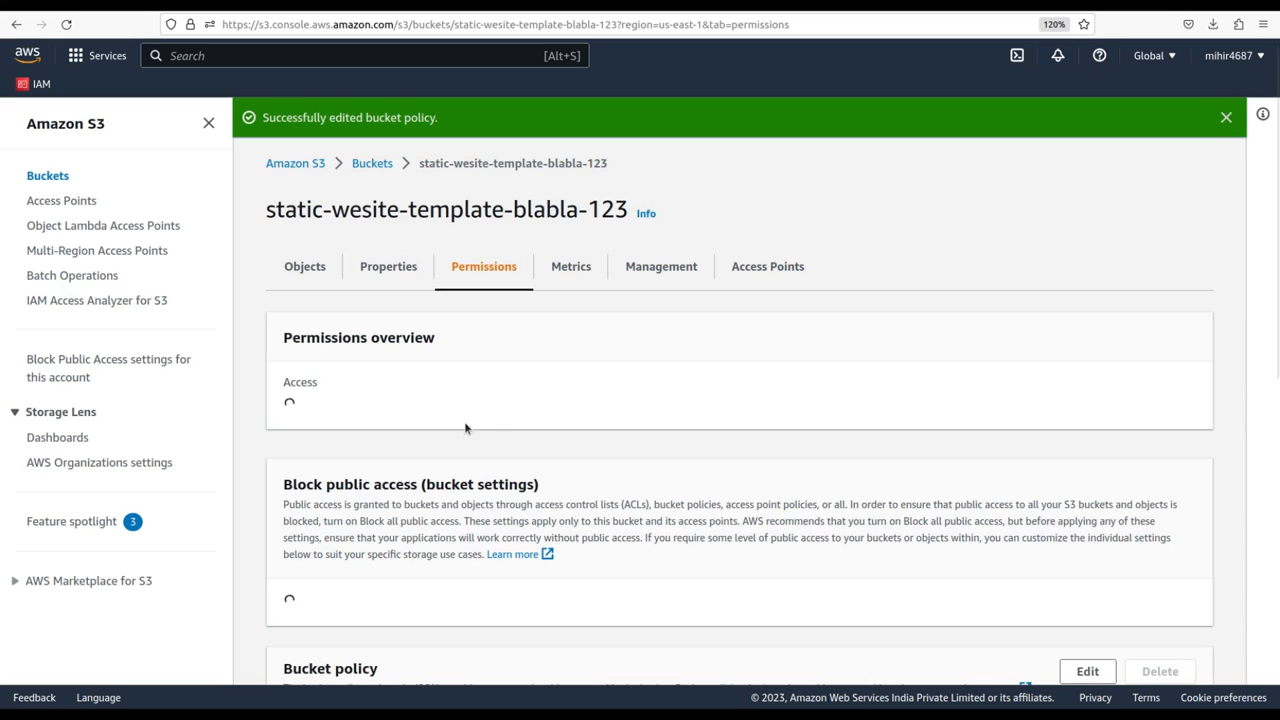 https://s3.console.aws.amazon.com/s3/buckets/static-wesite-template-blabla-123?region=us-east-1&tab=permissions
120%
aws
Services
Search
[Alt+S]
Global
mihir4687
IAM
Amazon S3
Buckets
Access Points
Object Lambda Access Points
Multi-Region Access Points
Batch Operations
IAM Access Analyzer for S3
Block Public Access settings for
this account
Storage Lens
Dashboards
AWS Organizations settings
Feature spotlight 3
AWS Marketplace for S3
Successfully edited bucket policy.
Amazon S3 > Buckets > static-wesite-template-blabla-123
static-wesite-template-blabla-123 Info
Objects
Properties
Permissions
Metrics
Management
Access Points
Permissions overview
Access
Block public access (bucket settings)
Public access is granted to buckets and objects through access control lists (ACLs), bucket policies, access point policies, or all. In order to ensure that public access to all your S3 buckets and objects is
blocked, turn on Block all public access. These settings apply only to this bucket and its access points. AWS recommends that you turn on Block all public access, but before applying any of these
settings, ensure that your applications will work correctly without public access. If you require some level of public access to your buckets or objects within, you can customize the individual settings
below to suit your specific storage use cases. Learn more
Bucket policy
Edit
Delete
Feedback
Language
© 2023, Amazon Web Services India Private Limited or its affiliates.
Privacy
Terms
Cookie preferences